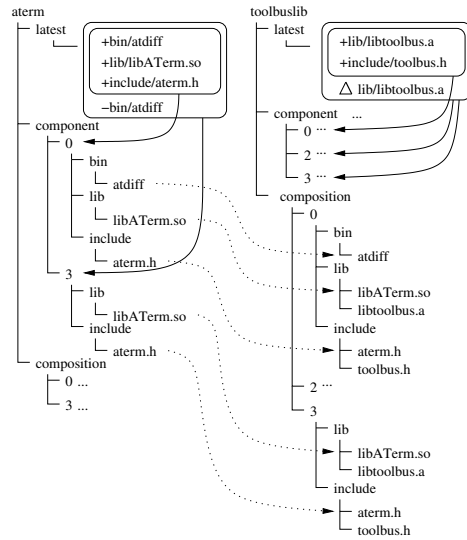 aterm
latest
+bin/atdiff
+lib/libATerm.so
+include/aterm.h
−bin/atdiff
component
0
bin
atdiff
lib
libATerm.so
include
aterm.h
3
lib
libATerm.so
include
aterm.h
composition
0 ...
3 ...
toolbuslib
latest
+lib/libtoolbus.a
+include/toolbus.h
△ lib/libtoolbus.a
component ...
0 ...
2 ...
3 ...
composition
0
bin
atdiff
lib
libATerm.so
libtoolbus.a
include
aterm.h
toolbus.h
2 ...
3
lib
libATerm.so
libtoolbus.a
include
aterm.h
toolbus.h